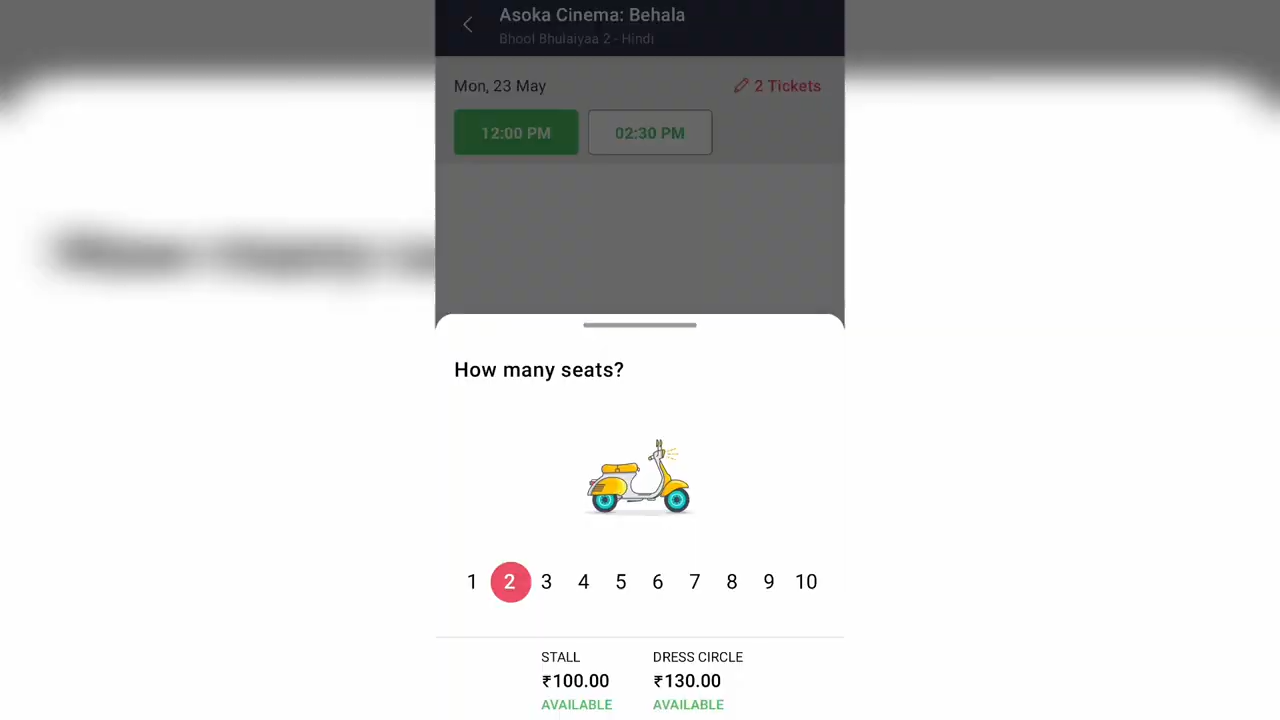 Asoka Cinema: Behala
Bhool Bhulaiyaa 2 - Hindi
Mon, 23 May
2 Tickets
12:00 PM
02:30 PM
How many seats?
1 2 3 4 5 6 7 8 9 10
STALL DRESS CIRCLE
₹100.00 ₹130.00
AVAILABLE AVAILABLE